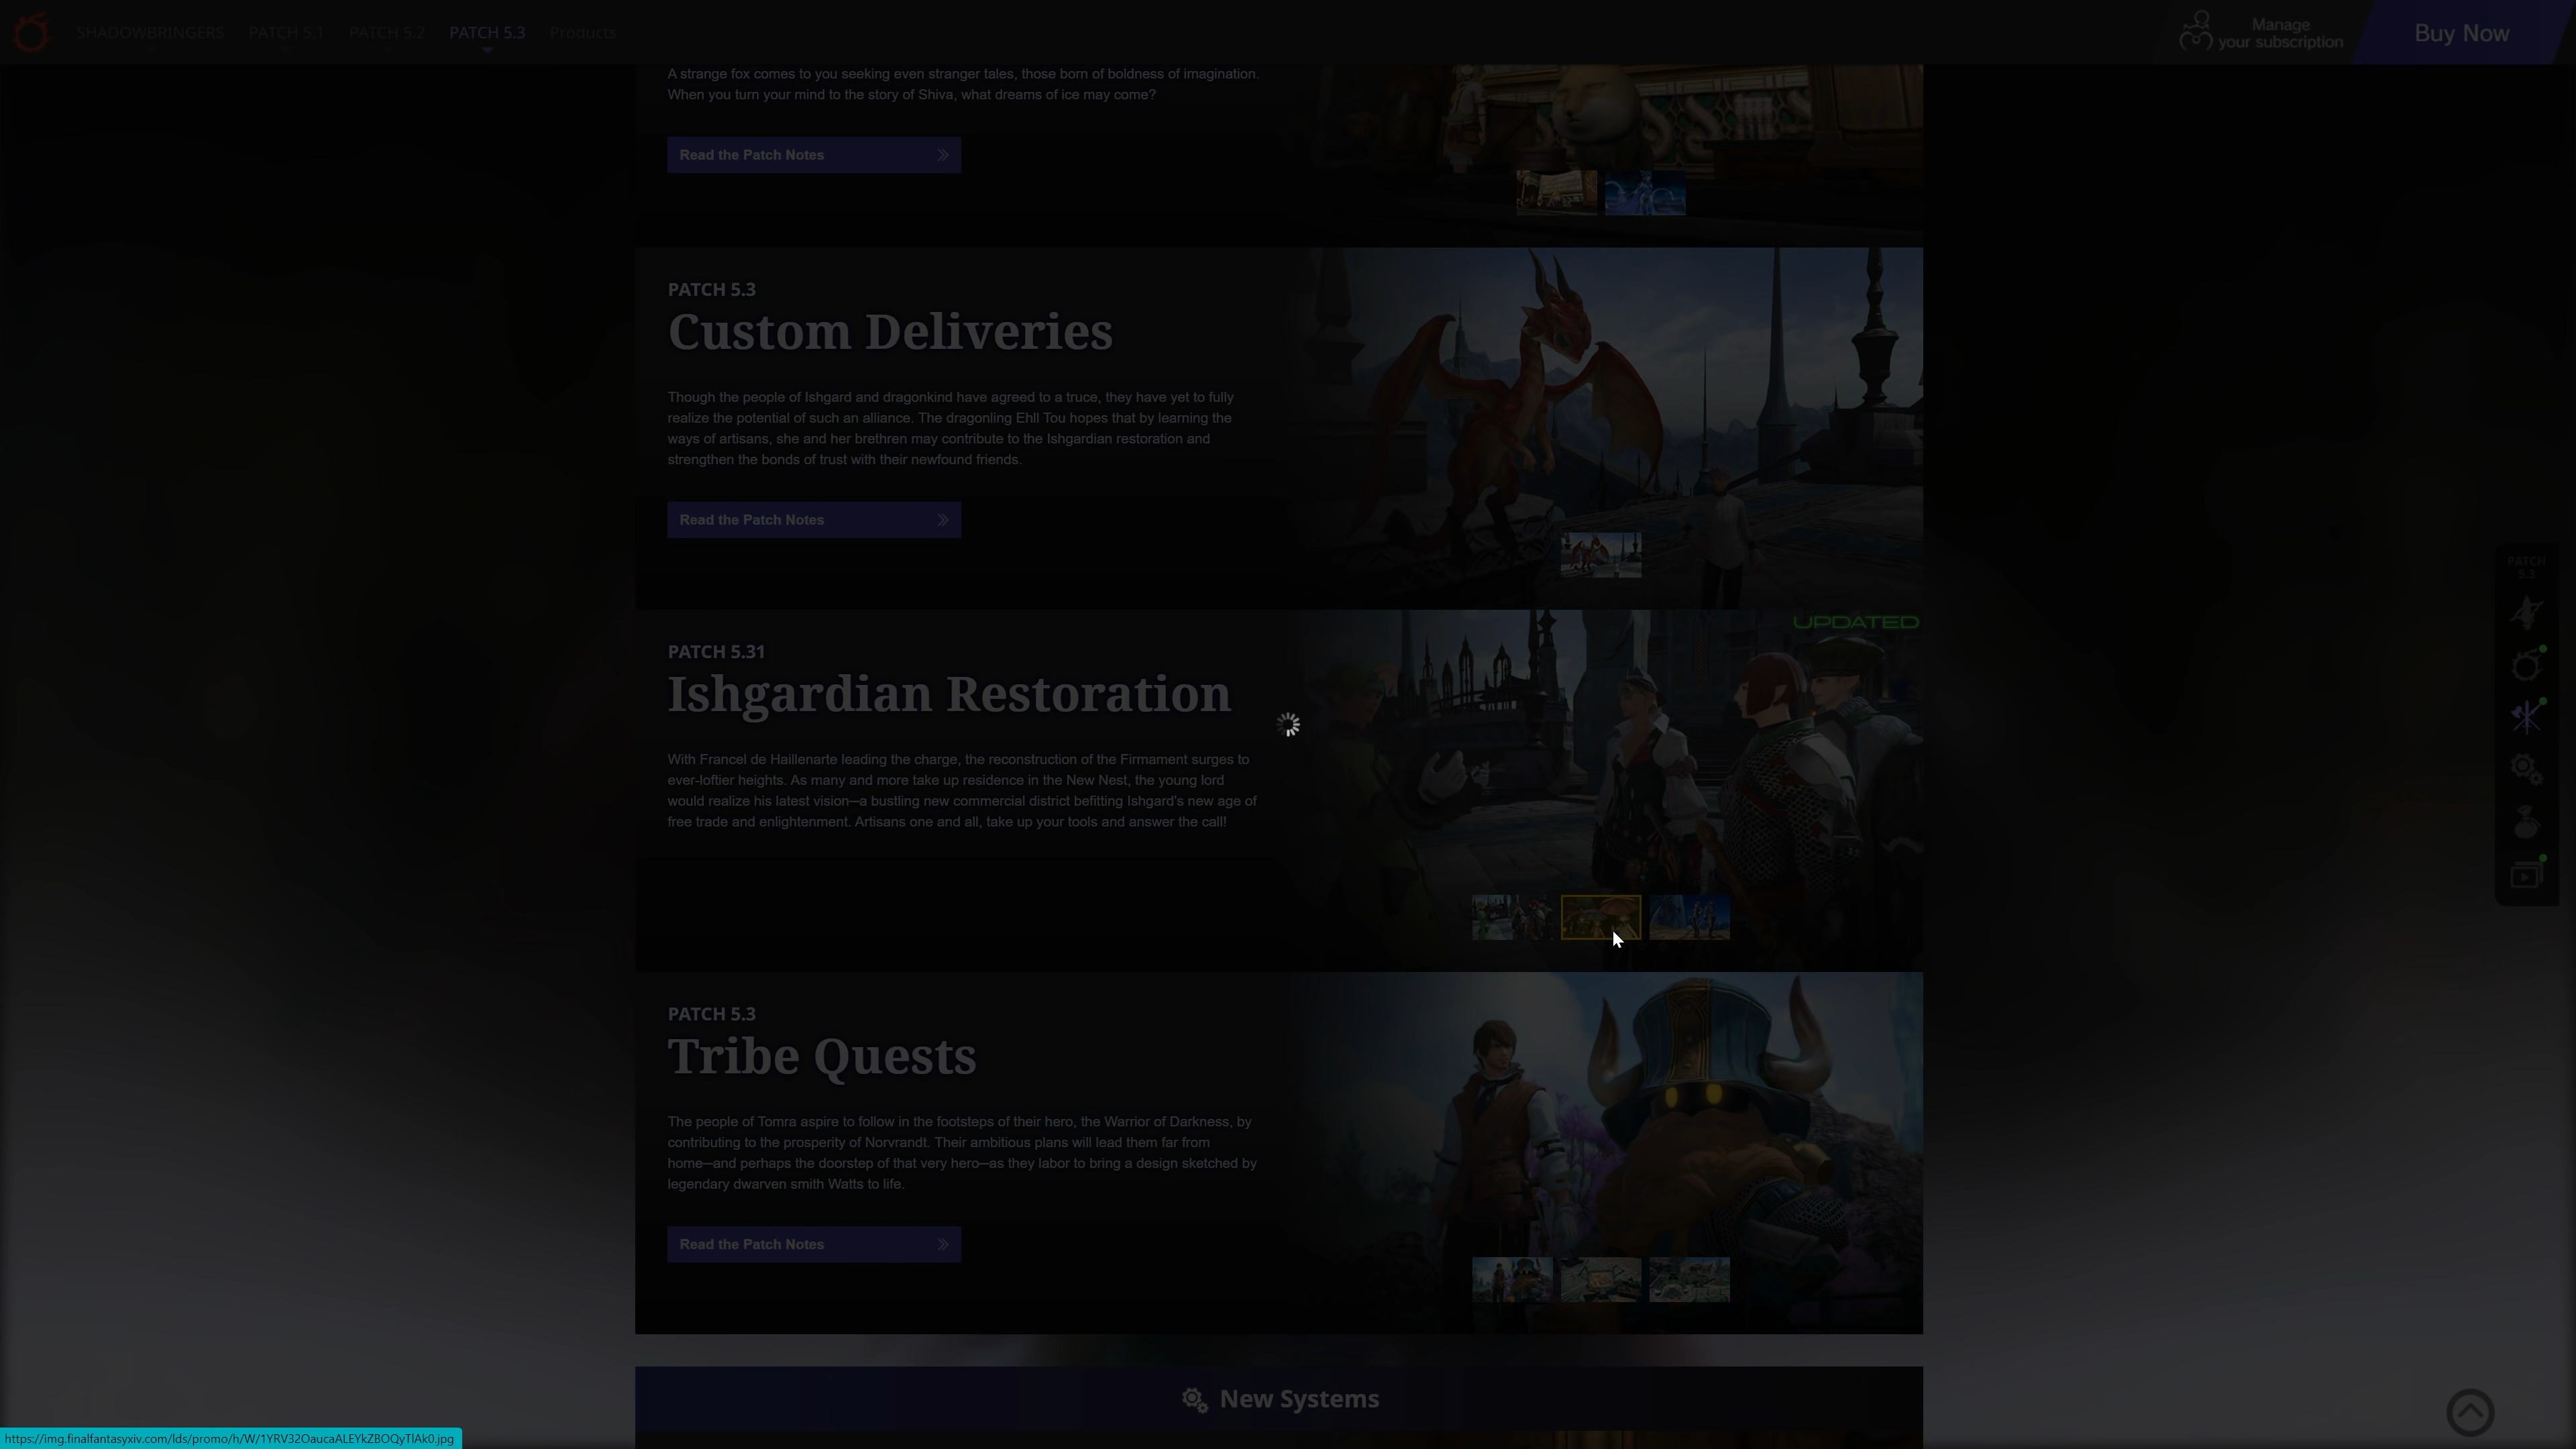 SHADOWBRINGERS PATCH 5.1 PATCH 5.2 PATCH 5.3 Products
Manage
your subscription
Buy Now
A strange fox comes to you seeking even stranger tales, those born of boldness of imagination.
When you turn your mind to the story of Shiva, what dreams of ice may come?
Read the Patch Notes
PATCH 5.3
Custom Deliveries
Though the people of Ishgard and dragonkind have agreed to a truce, they have yet to fully
realize the potential of such an alliance. The dragonling Ehll Tou hopes that by learning the
ways of artisans, she and her brethren may contribute to the Ishgardian restoration and
strengthen the bonds of trust with their newfound friends.
Read the Patch Notes
PATCH 5.31
Ishgardian Restoration
UPDATED
With Francel de Haillenarte leading the charge, the reconstruction of the Firmament surges to
ever-loftier heights. As many and more take up residence in the New Nest, the young lord
would realize his latest vision—a bustling new commercial district befitting Ishgard's new age of
free trade and enlightenment. Artisans one and all, take up your tools and answer the call!
PATCH 5.3
Tribe Quests
The people of Tomra aspire to follow in the footsteps of their hero, the Warrior of Darkness, by
contributing to the prosperity of Norvrandt. Their ambitious plans will lead them far from
home—and perhaps the doorstep of that very hero—as they labor to bring a design sketched by
legendary dwarven smith Watts to life.
Read the Patch Notes
New Systems
PATCH
5.3
https://img.finalfantasyxiv.com/lds/promo/h/W/1YRV32OaucaALEYkZBOQyTlAk0.jpg